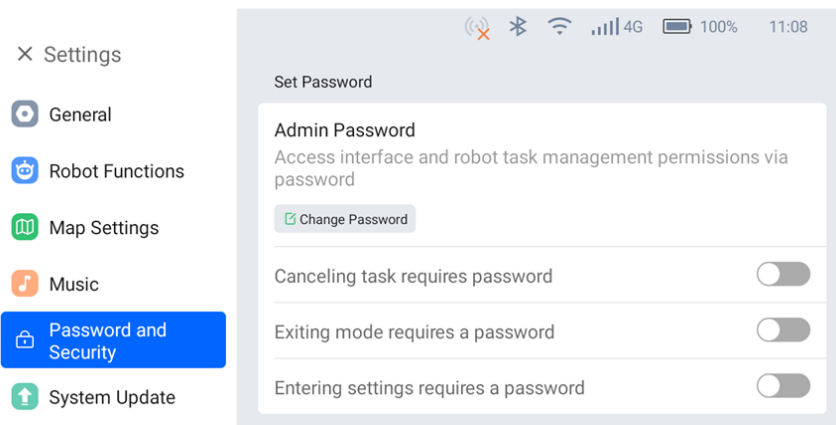 4G 100% 11:08
Settings
General
Robot Functions
Map Settings
Music
Password and
Security
System Update
Set Password
Admin Password
Access interface and robot task management permissions via
password
Change Password
Canceling task requires password
Exiting mode requires a password
Entering settings requires a password